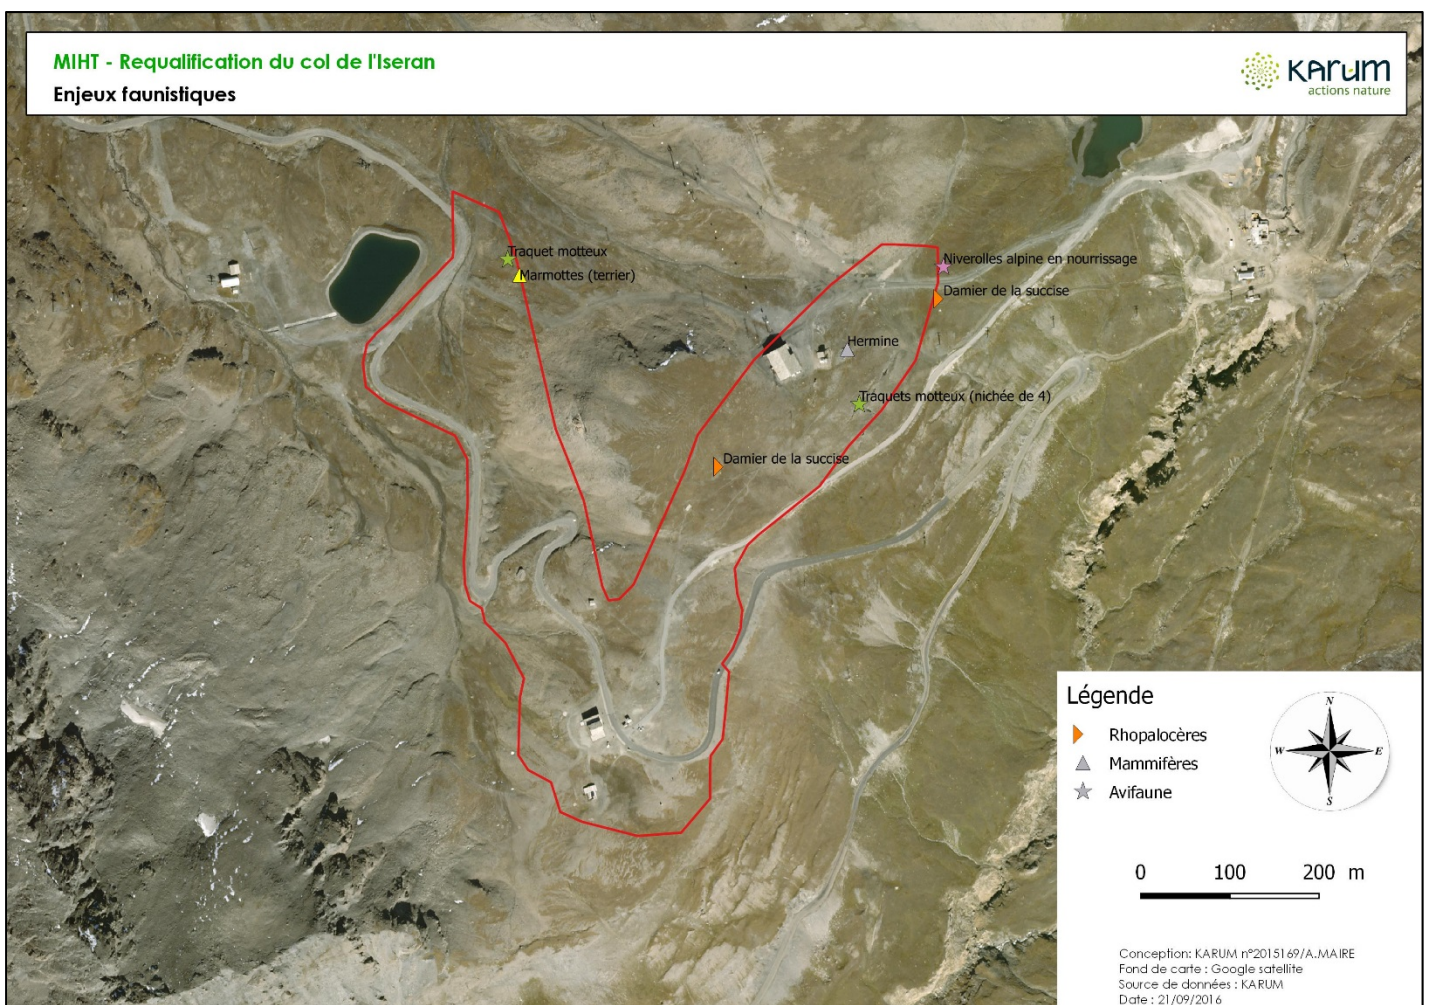 MIHT - Requalification du col de l'Iseran
Enjeux faunistiques
KArum
actions nature
Traquet motteux
Marmottes (terrier)
Niverolles alpine en nourrissage
Damier de la succise
Hermine
Traquets motteux (nichée de 4)
Damier de la succise
Légende
Rhopalocères
Mammifères
Avifaune
N
W
E
S
0 100 200 m
Conception: KARUM n°2015169/A.MAIRE
Fond de carte : Google satellite
Source de données : KARUM
Date : 21/09/2016